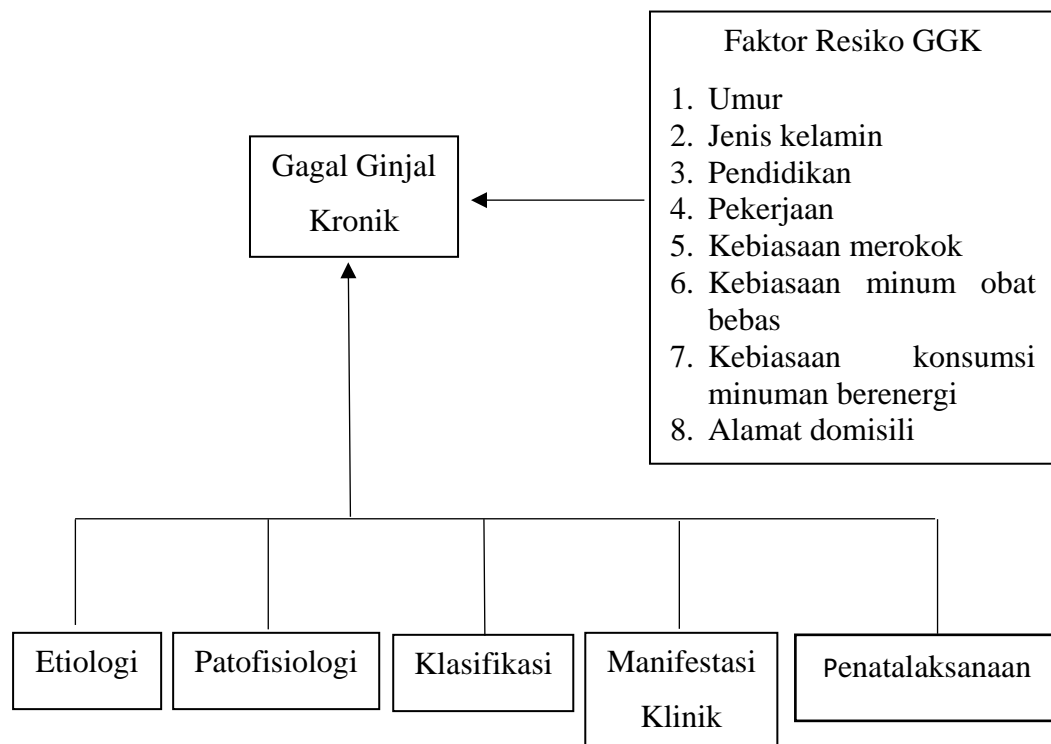 Faktor Resiko GGK
1. Umur
2. Jenis kelamin
3. Pendidikan
4. Pekerjaan
5. Kebiasaan merokok
6. Kebiasaan minum obat
bebas
7. Kebiasaan konsumsi
minuman berenergi
8. Alamat domisili
Gagal Ginjal
Kronik
Etiologi
Patofisiologi
Klasifikasi
Manifestasi
Klinik
Penatalaksanaan